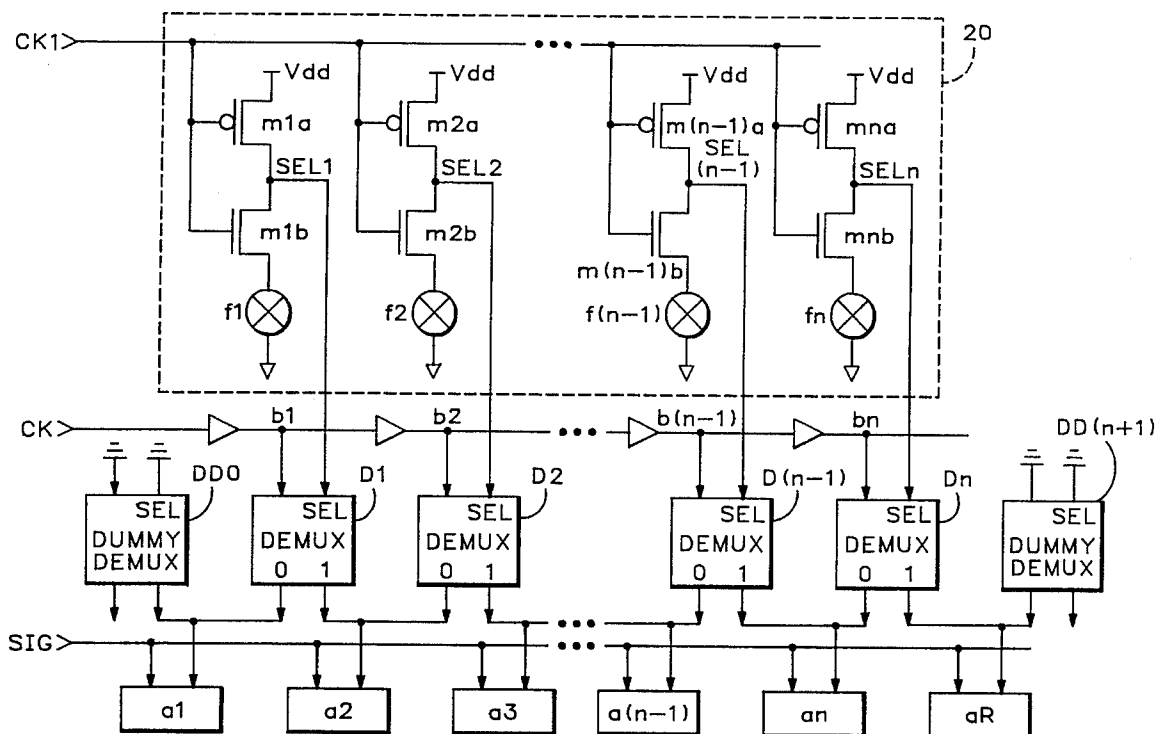 CK1
20
Vdd Vdd Vdd Vdd
m1a m2a m(n-1)a mna
SEL1 SEL2 SEL (n-1) SELn
m1b m2b m(n-1)b mnb
f1 f2 f(n-1) fn
CK b1 b2 b(n-1) bn
DD0 D1 D2 D(n-1) Dn DD(n+1)
SEL SEL SEL SEL SEL SEL
DUMMY DEMUX DEMUX DEMUX DEMUX DEMUX DUMMY DEMUX
0 1 0 1 0 1 0 1
SIG
a1 a2 a3 a(n-1) an aR